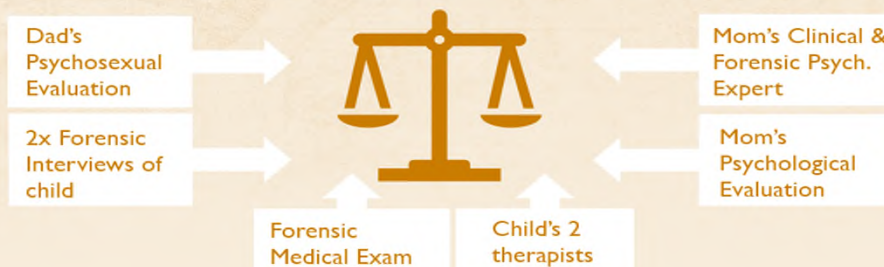 Dad's
Psychosexual
Evaluation
2x Forensic
Interviews of
child
Forensic
Medical Exam
Child's 2
therapists
Mom's Clinical &
Forensic Psych.
Expert
Mom's
Psychological
Evaluation